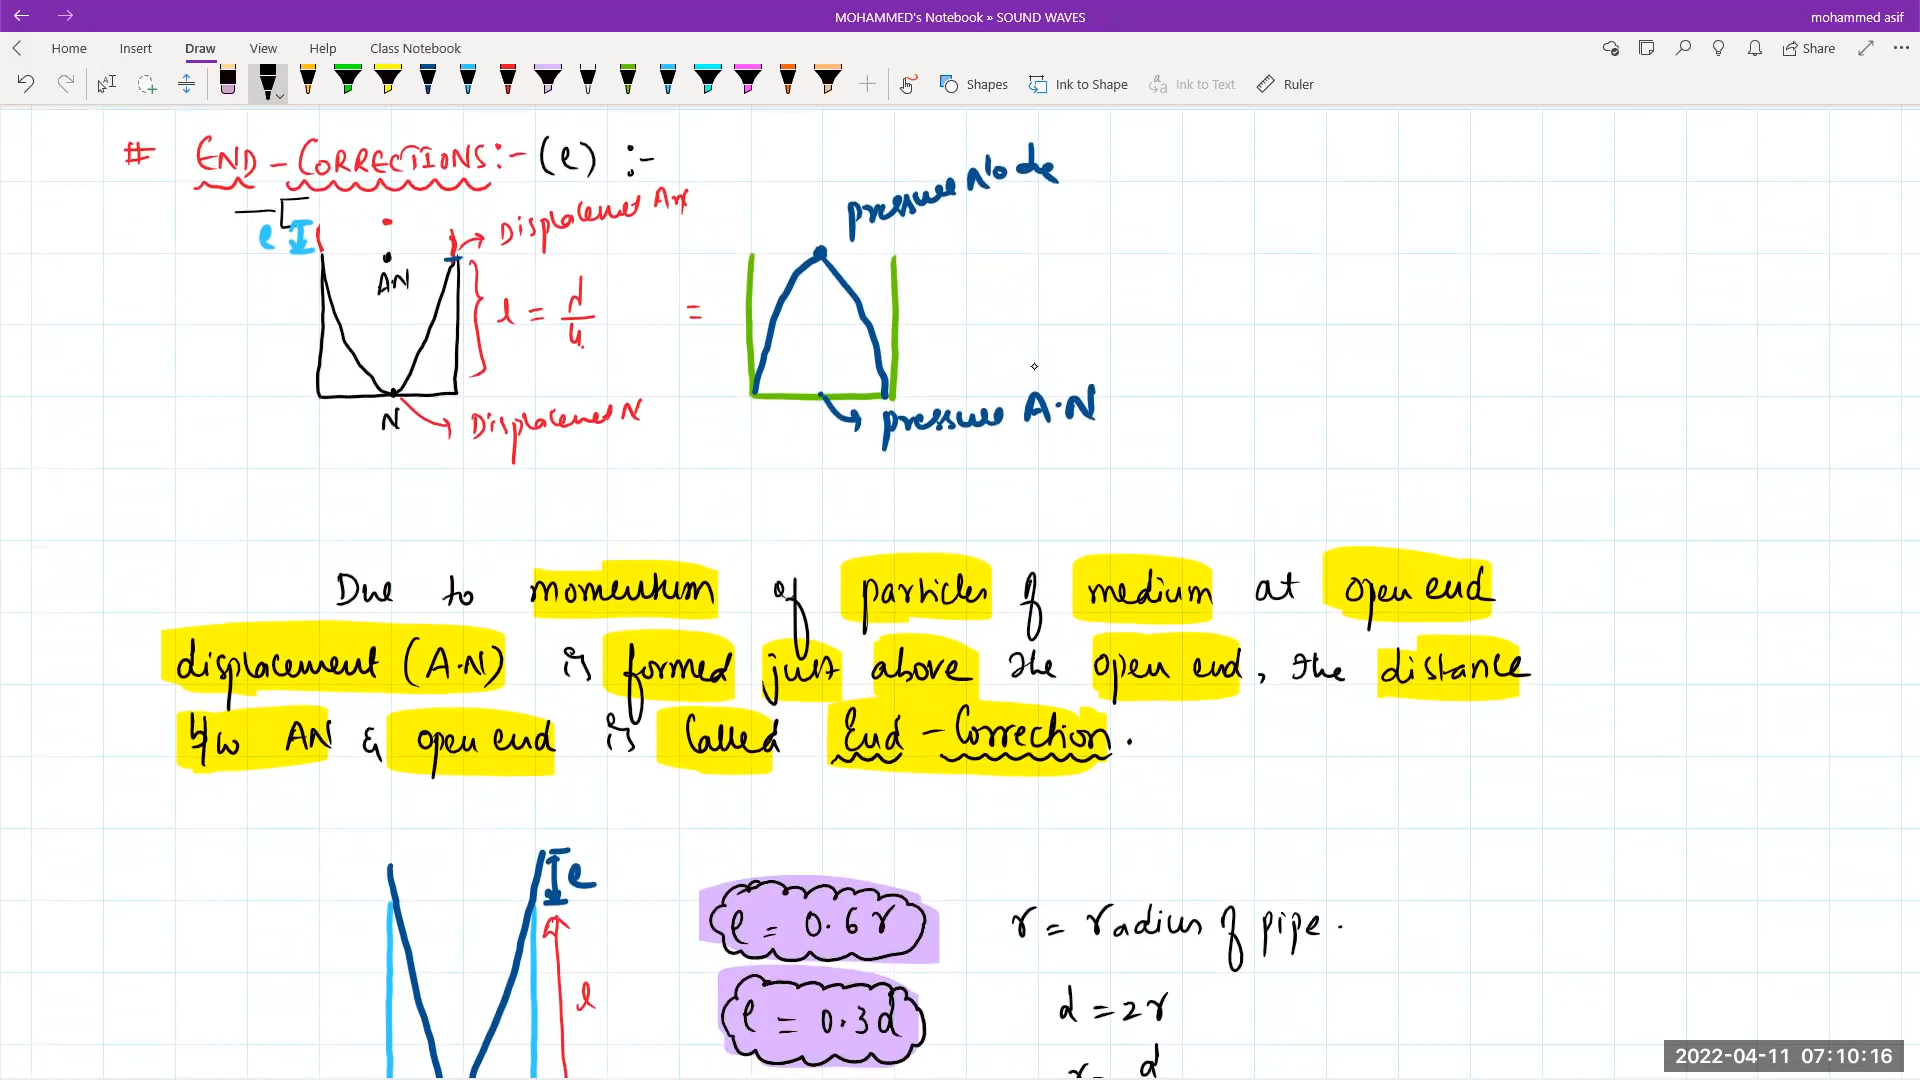 MOHAMMED's Notebook » SOUND WAVES
mohammed asif
Home Insert Draw View Help Class Notebook
Share
Shapes Ink to Shape Ink to Text Ruler
# END - CORRECTIONS :- (e) :-
pressure Node
Displacement AN
e
A.N
l = λ/4
=
pressure A.N
N
Displacement N
Due to momentum of particles of medium at open end
displacement (A.N) is formed just above the open end, the distance
b/w AN & open end is called End - Correction.
e
e = 0.6 r
r = radius of pipe.
l
e = 0.3d
d = 2r
r = d
2022-04-11 07:10:16